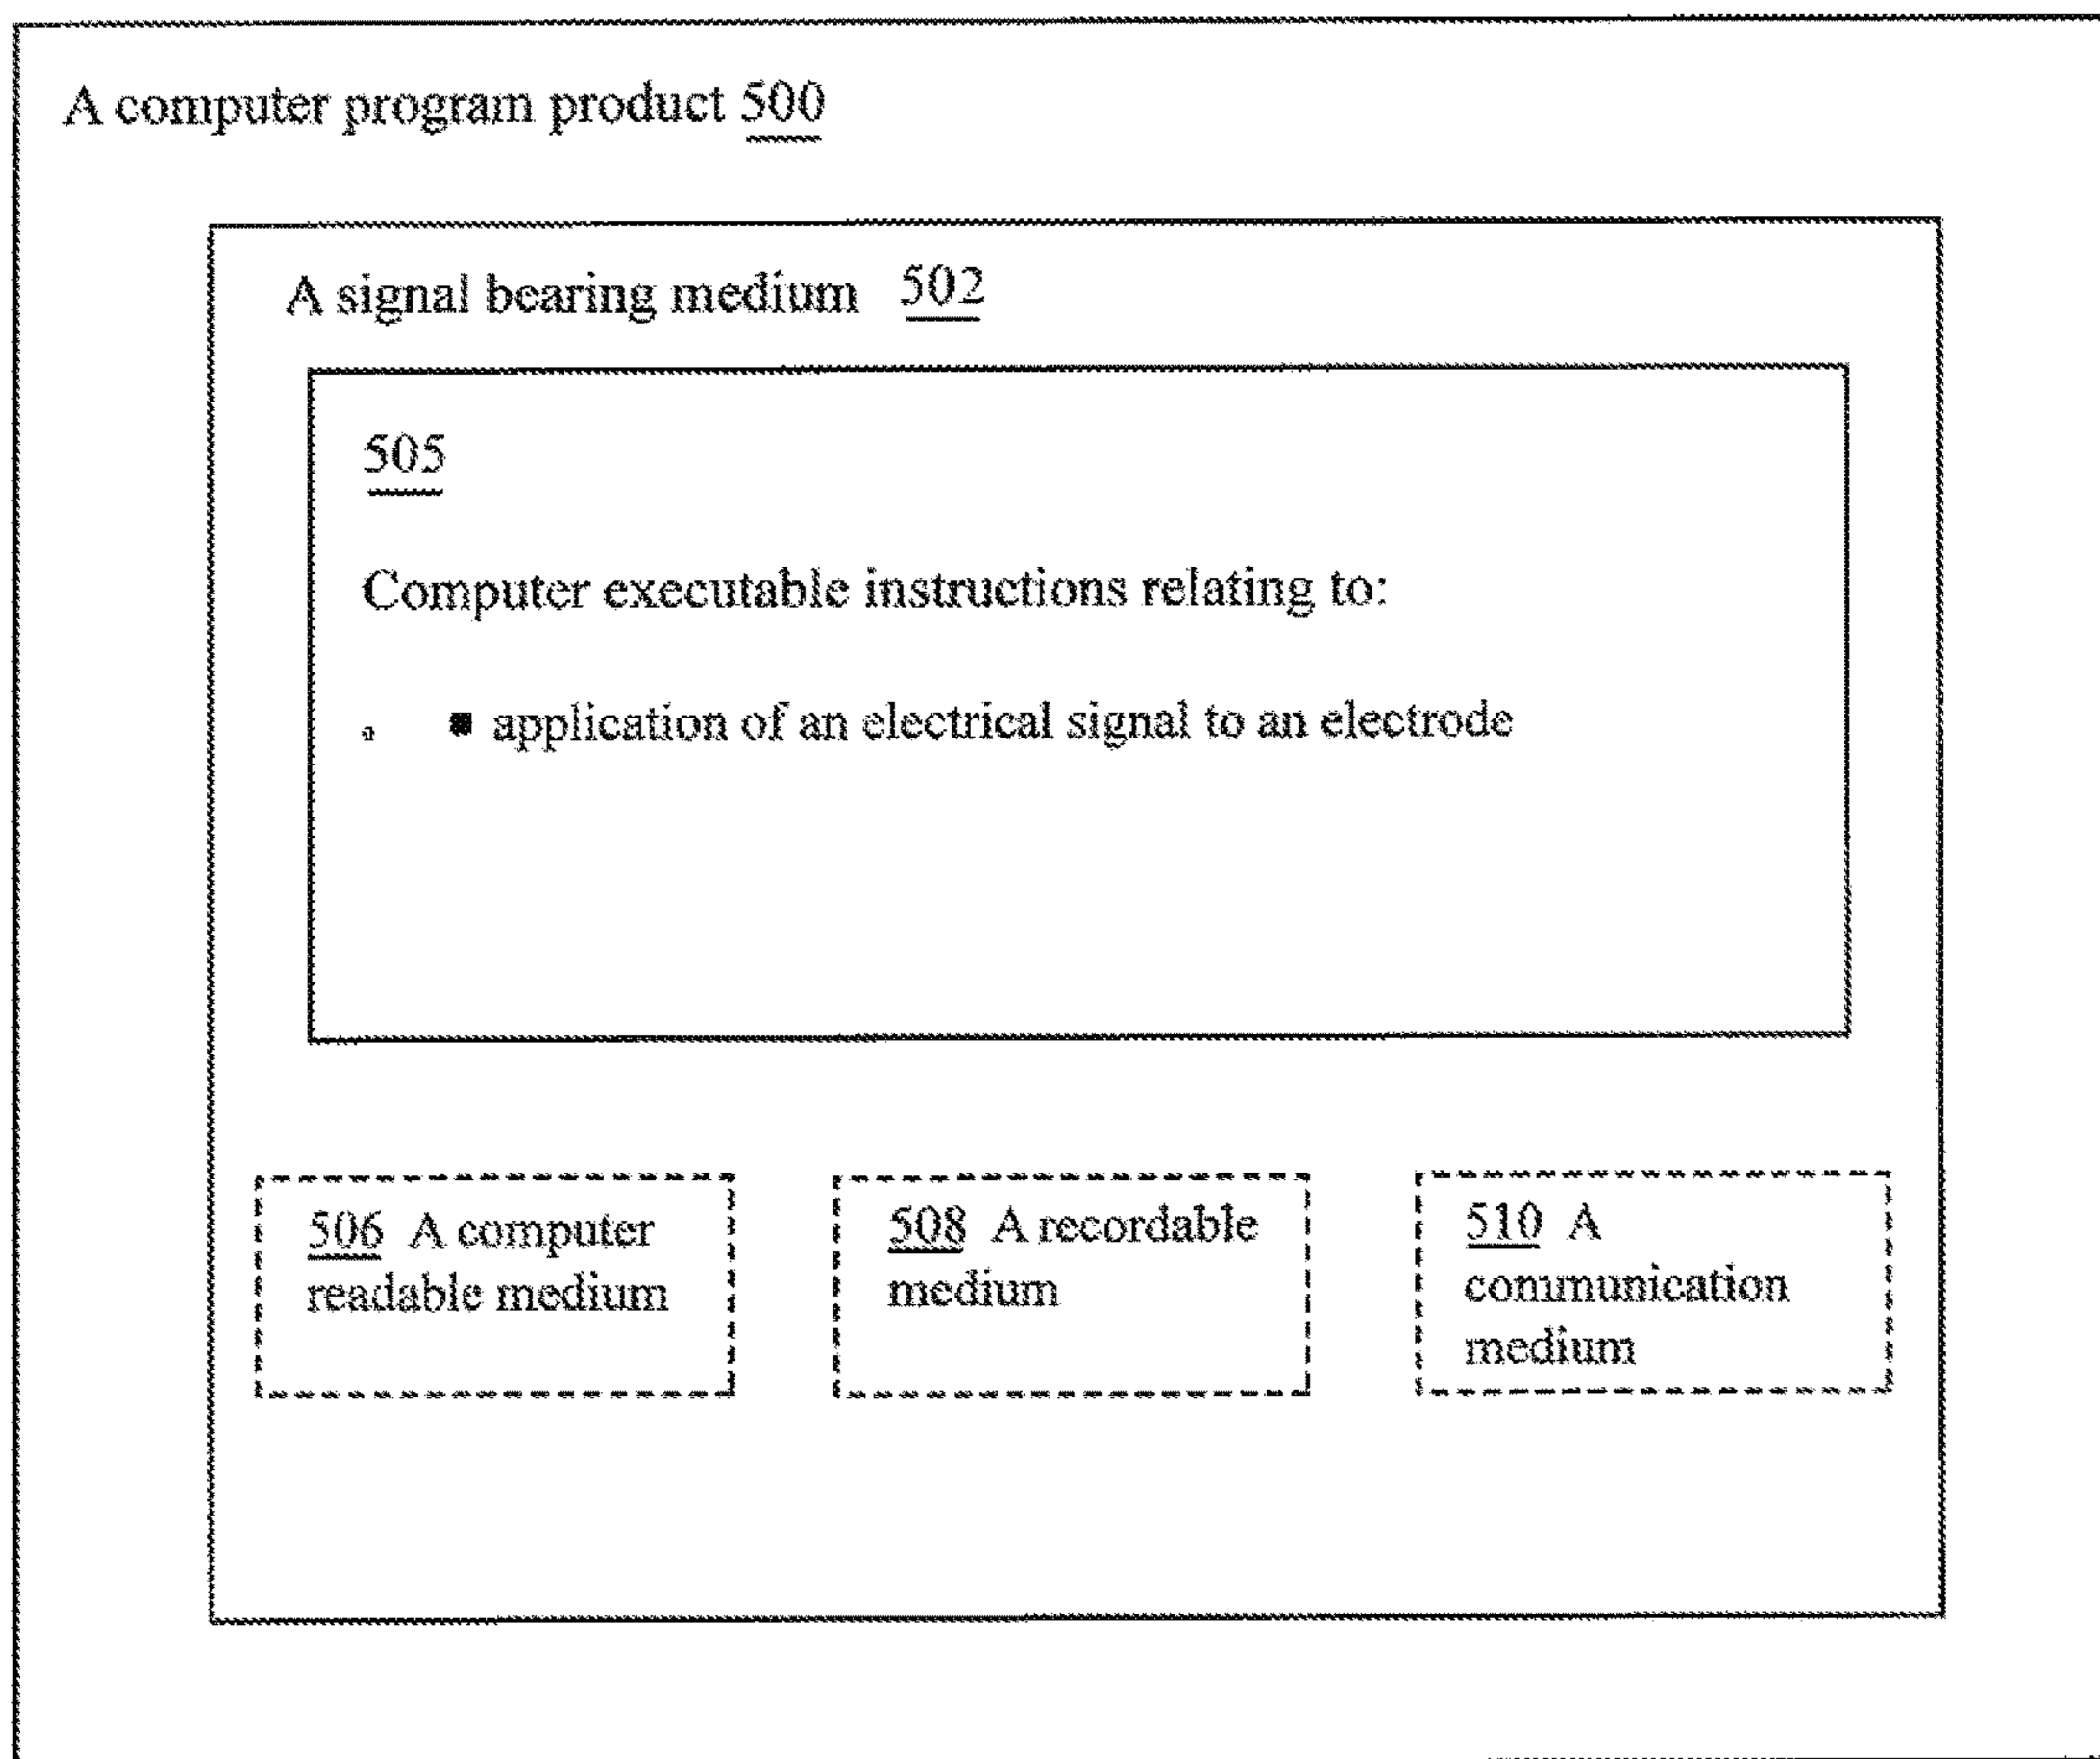 A computer program product 500
A signal bearing medium 502
505
Computer executable instructions relating to:
▪ application of an electrical signal to an electrode
506 A computer
readable medium
508 A recordable
medium
510 A
communication
medium